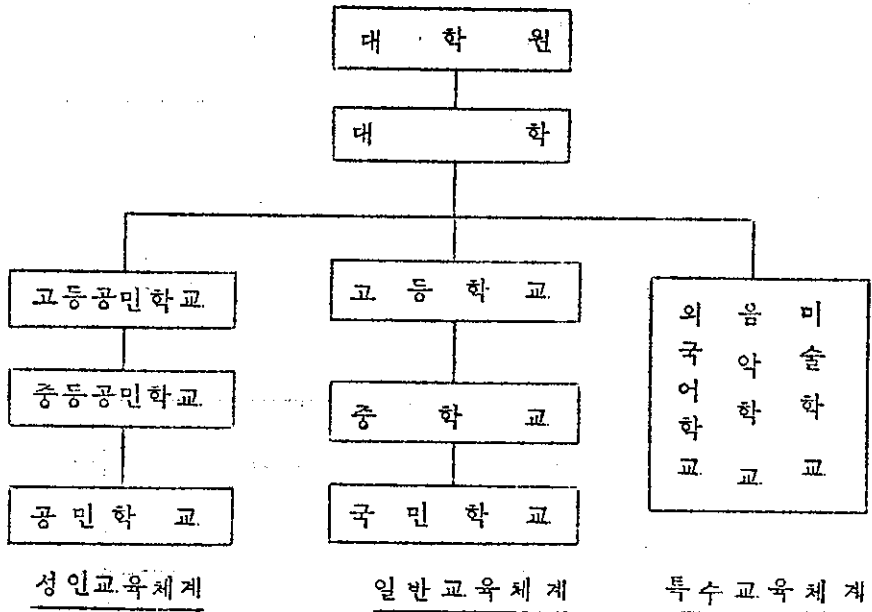 대 학 원
대 학
고등공민학교
중등공민학교
공 민 학 교
성인교육체계
고 등 학 교
중 학 교
국 민 학 교
일반교육체계
외국어학교
음악학교
미술학교
특수교육체계